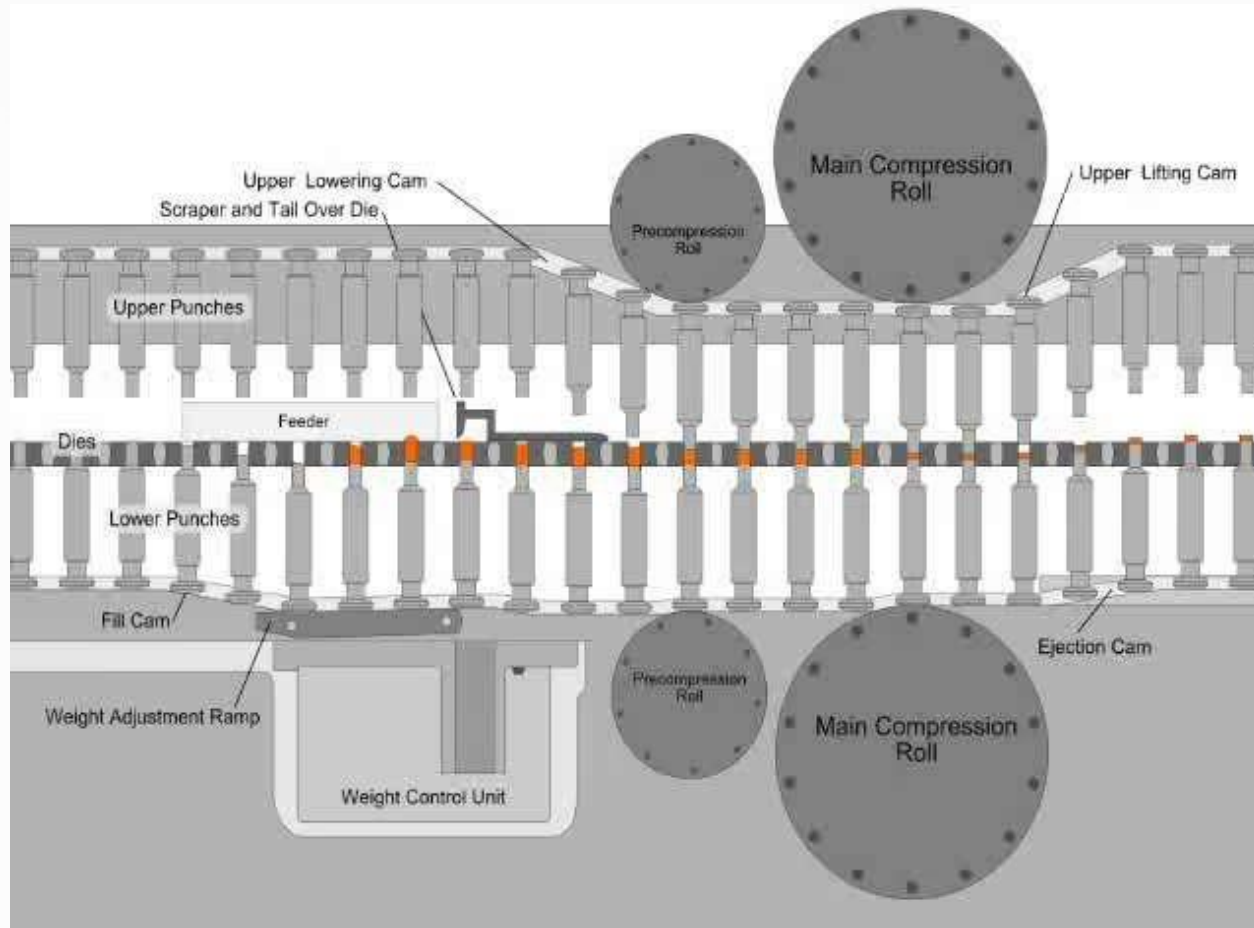 Main Compression
Roll
Upper Lowering Cam
Upper Lifting Cam
Scraper and Tail Over Die
Precompression
Roll
Upper Punches
Feeder
Dies
Lower Punches
Fill Cam
Ejection Cam
Precompression
Roll
Weight Adjustment Ramp
Main Compression
Roll
Weight Control Unit